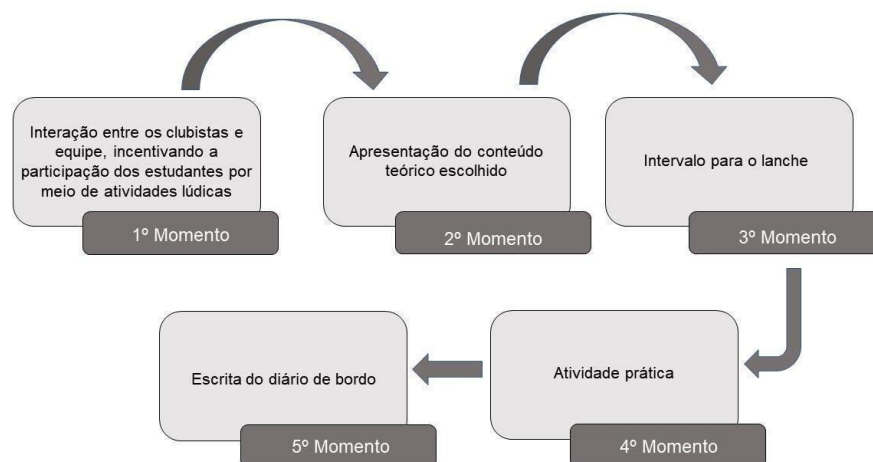 Interação entre os clubistas e
equipe, incentivando a
participação dos estudantes por
meio de atividades lúdicas
1º Momento
Apresentação do conteúdo
teórico escolhido
2º Momento
Intervalo para o lanche
3º Momento
Atividade prática
4º Momento
Escrita do diário de bordo
5º Momento